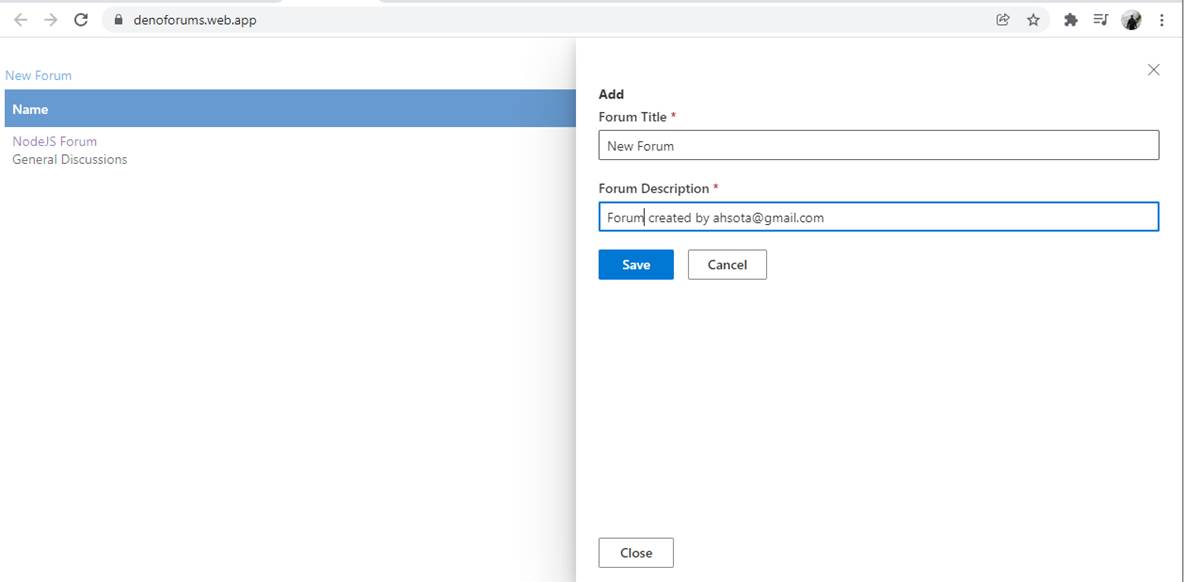 denoforums.web.app
New Forum
Name
NodeJS Forum
General Discussions
Add
Forum Title *
New Forum
Forum Description *
Forum created by ahsota@gmail.com
Save Cancel
Close